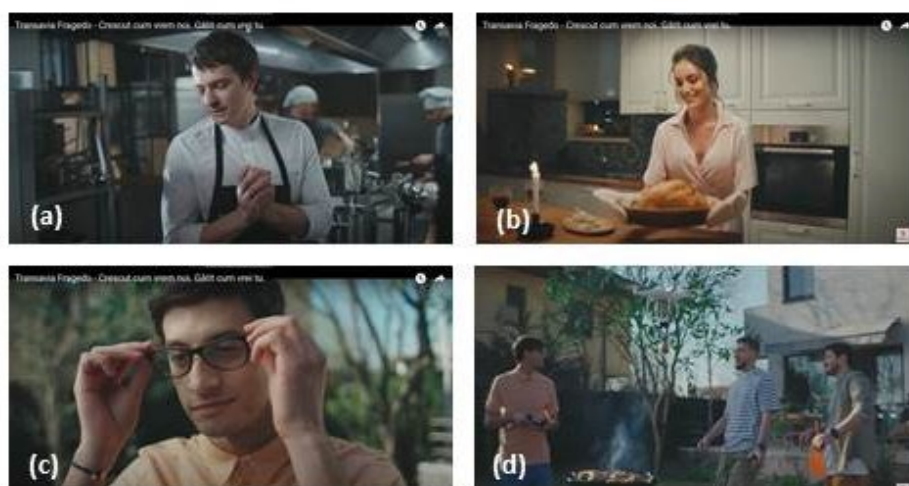 Transavia Fragedo - Crescut cum vrem noi. Gătit cum vrei tu.
Transavia Fragedo - Crescut cum vrem noi. Gătit cum vrei tu.
(a)
(b)
Transavia Fragedo - Crescut cum vrem noi. Gătit cum vrei tu.
(c)
(d)